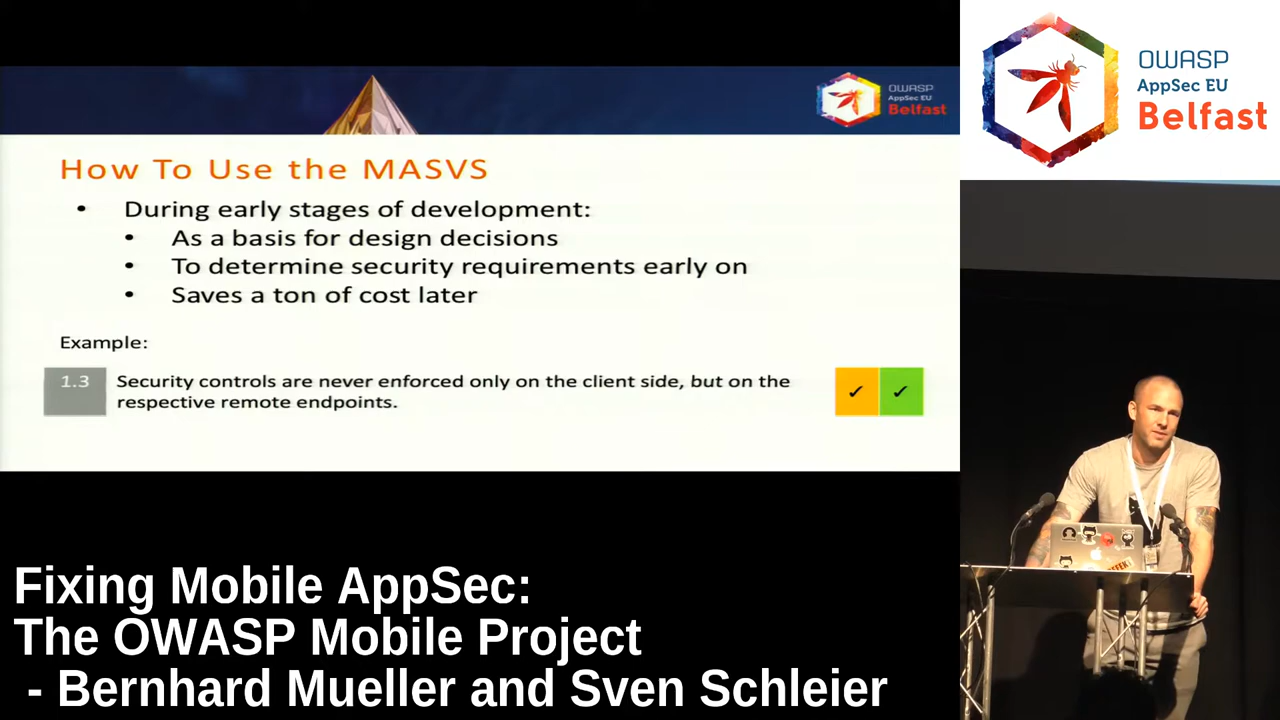 OWASP
AppSec EU
Belfast
OWASP
AppSec EU
Belfast
How To Use the MASVS
• During early stages of development:
• As a basis for design decisions
• To determine security requirements early on
• Saves a ton of cost later
Example:
1.3 Security controls are never enforced only on the client side, but on the
respective remote endpoints.
Fixing Mobile AppSec:
The OWASP Mobile Project
- Bernhard Mueller and Sven Schleier